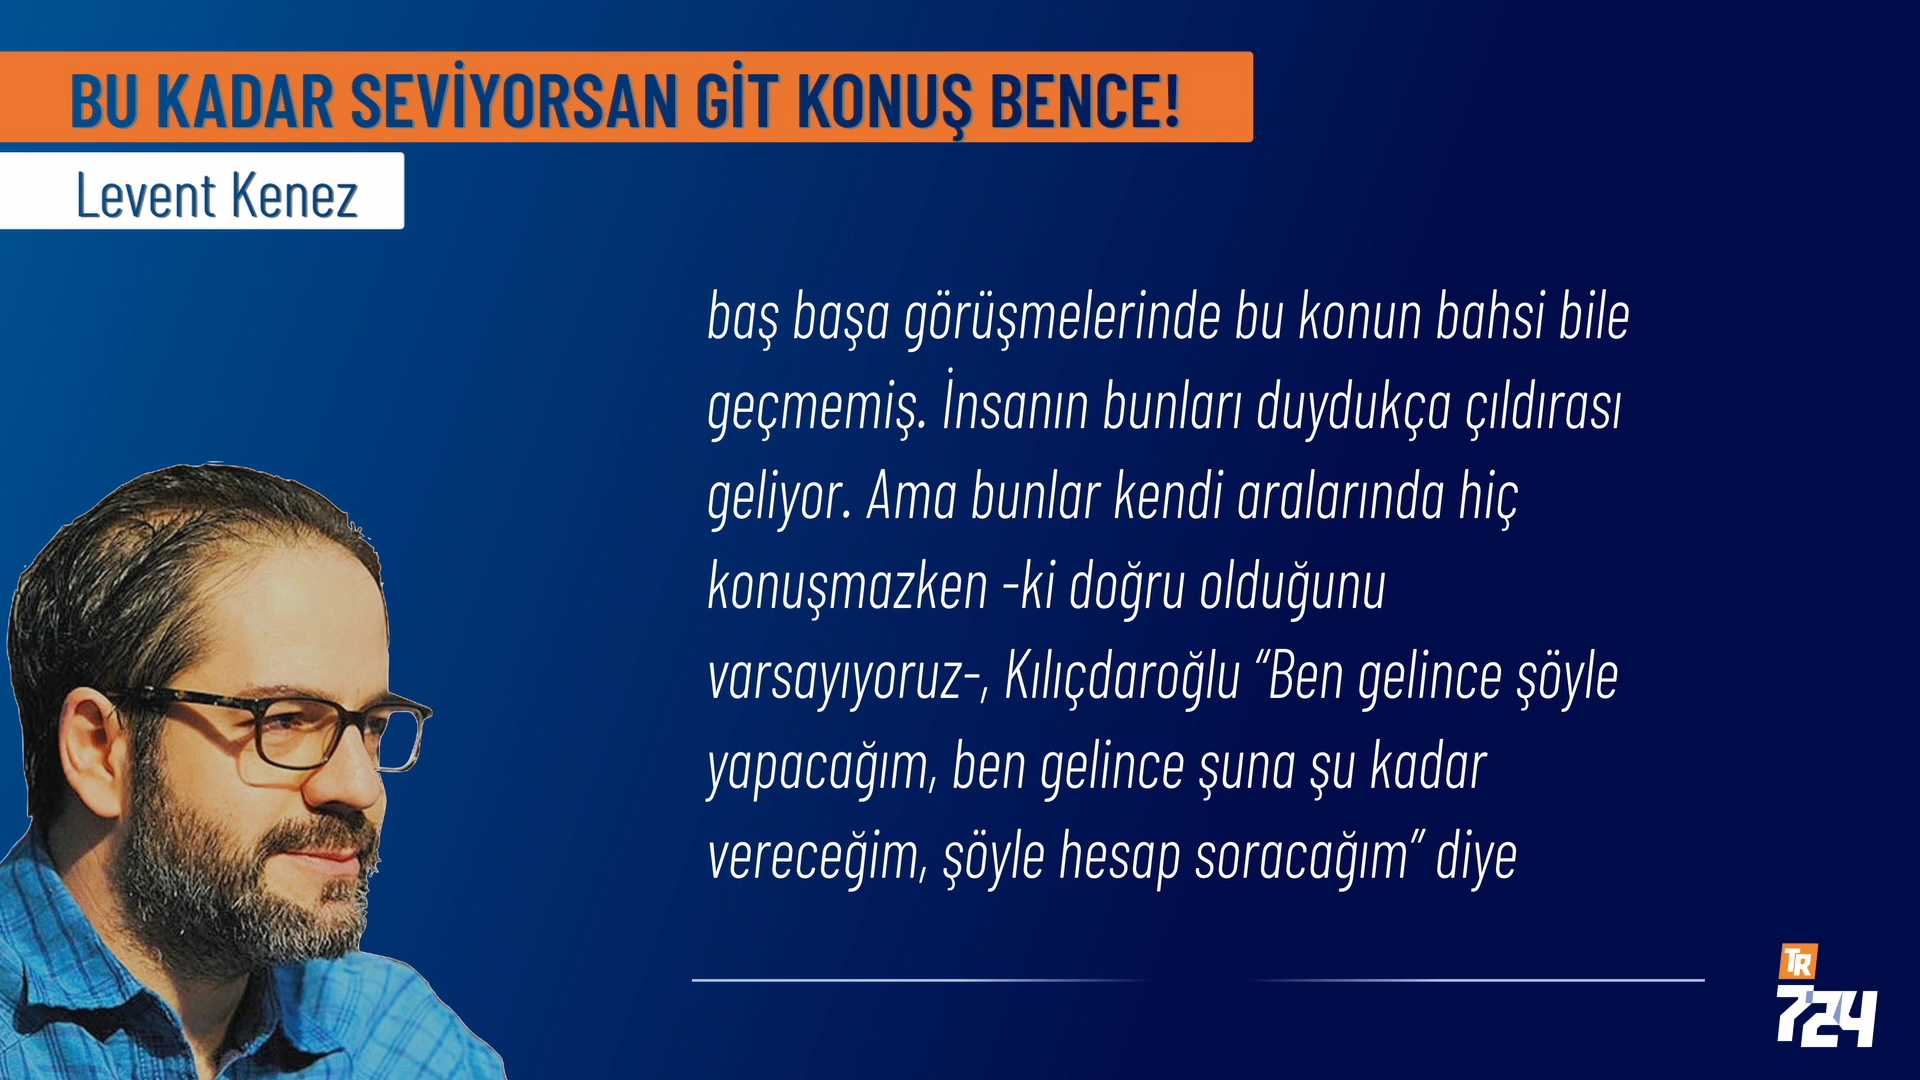 BU KADAR SEVİYORSAN GİT KONUŞ BENCE!
Levent Kenez
baş başa görüşmelerinde bu konun bahsi bile
geçmemiş. İnsanın bunları duydukça çıldırası
geliyor. Ama bunlar kendi aralarında hiç
konuşmazken -ki doğru olduğunu
varsayıyoruz-, Kılıçdaroğlu “Ben gelince şöyle
yapacağım, ben gelince şuna şu kadar
vereceğim, şöyle hesap soracağım” diye
TR
724